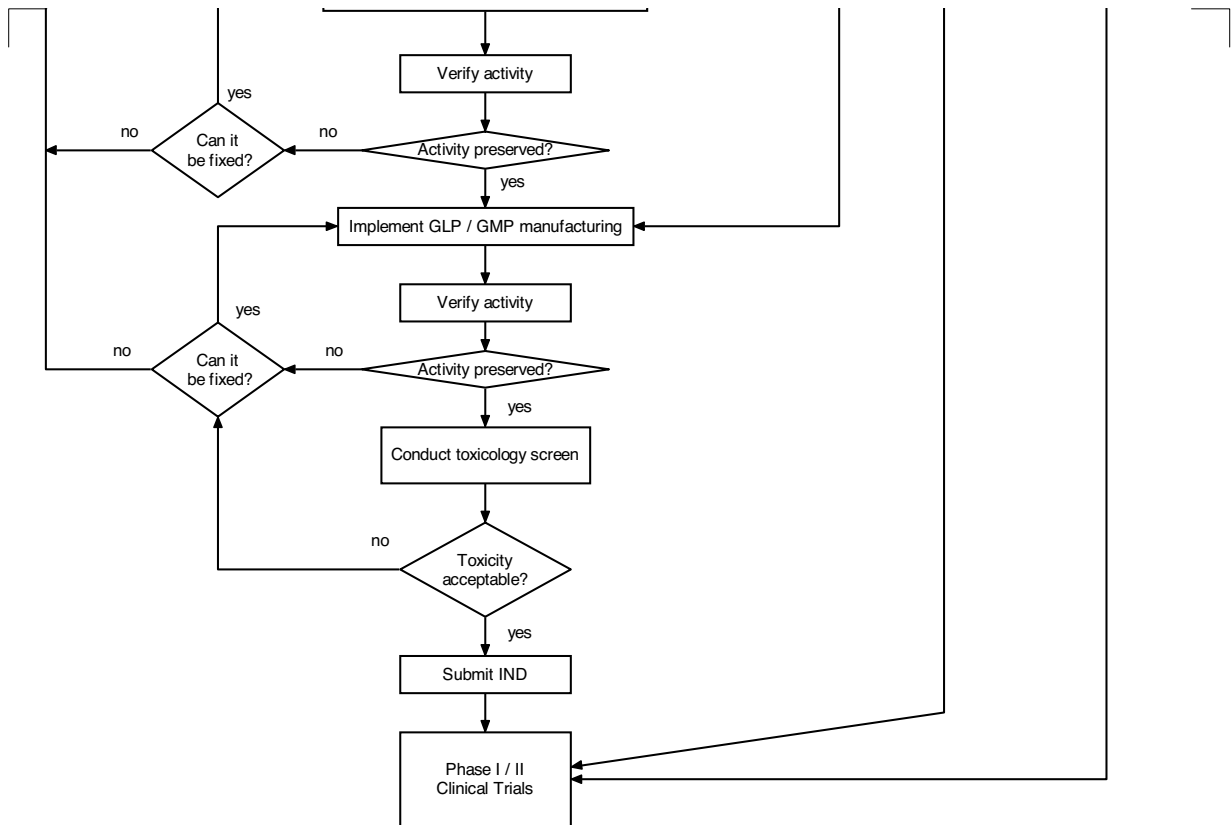 Verify activity
yes
no
Can it
be fixed?
no
Activity preserved?
yes
Implement GLP / GMP manufacturing
Verify activity
yes
no
Can it
be fixed?
no
Activity preserved?
yes
Conduct toxicology screen
no
Toxicity
acceptable?
yes
Submit IND
Phase I / II
Clinical Trials